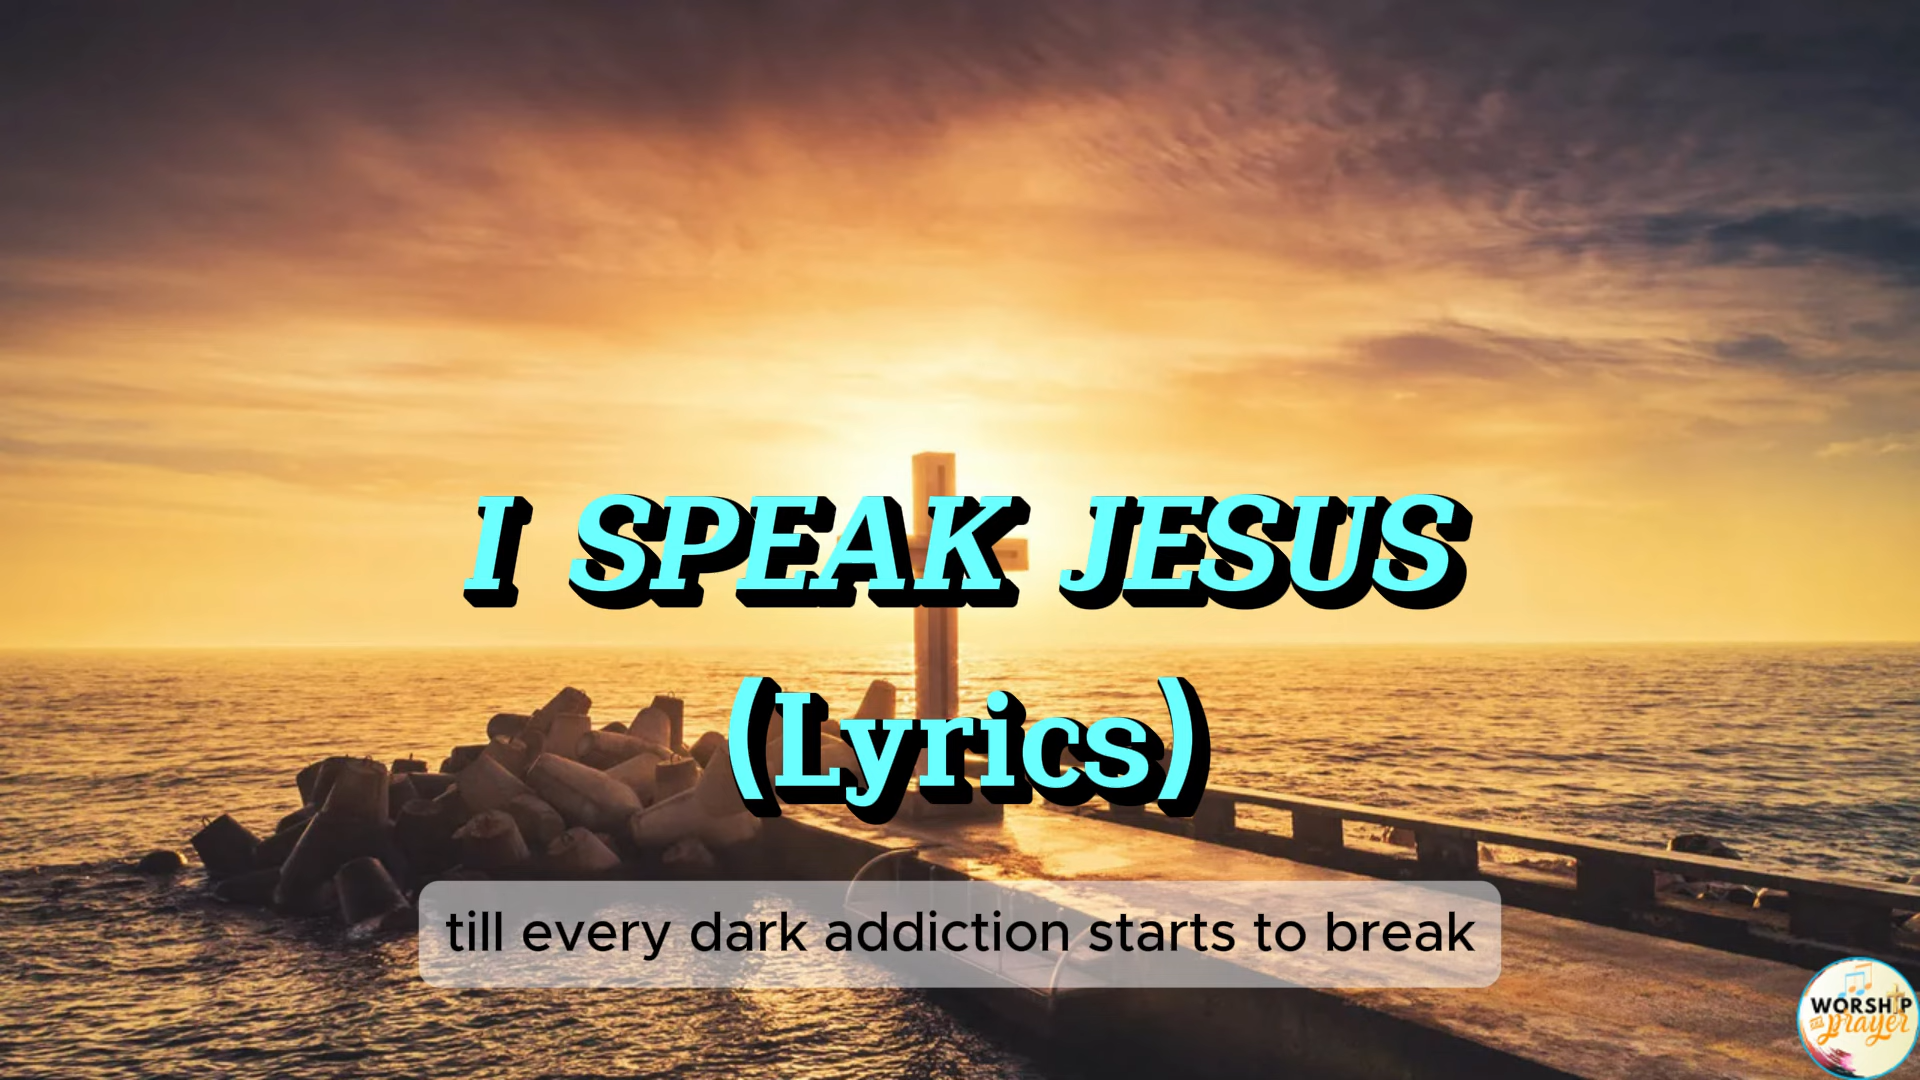 I SPEAK JESUS
(Lyrics)
till every dark addiction starts to break
WORSHIP
prayer